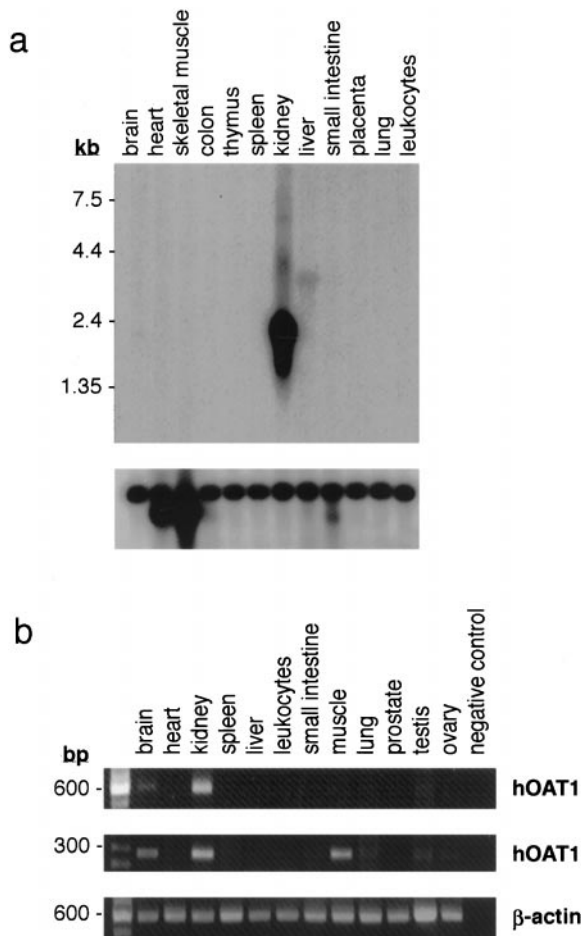 a
brain
heart
skeletal muscle
colon
thymus
spleen
kidney
liver
small intestine
placenta
lung
leukocytes
kb
7.5 -
4.4 -
2.4 -
1.35 -
b
brain
heart
kidney
spleen
liver
leukocytes
small intestine
muscle
lung
prostate
testis
ovary
negative control
bp
600 - hOAT1
300 - hOAT1
600 - β-actin